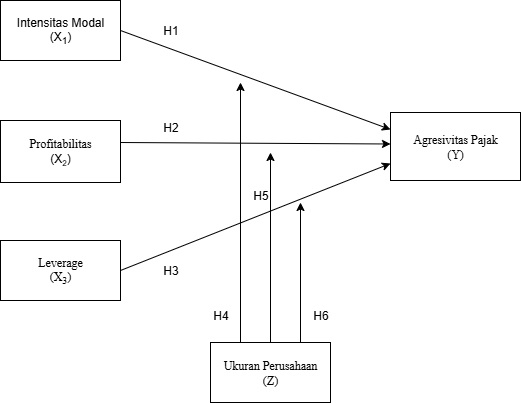 Intensitas Modal
(X1)
H1
H2
Profitabilitas
(X2)
Agresivitas Pajak
(Y)
H5
Leverage
(X3)
H3
H4
H6
Ukuran Perusahaan
(Z)